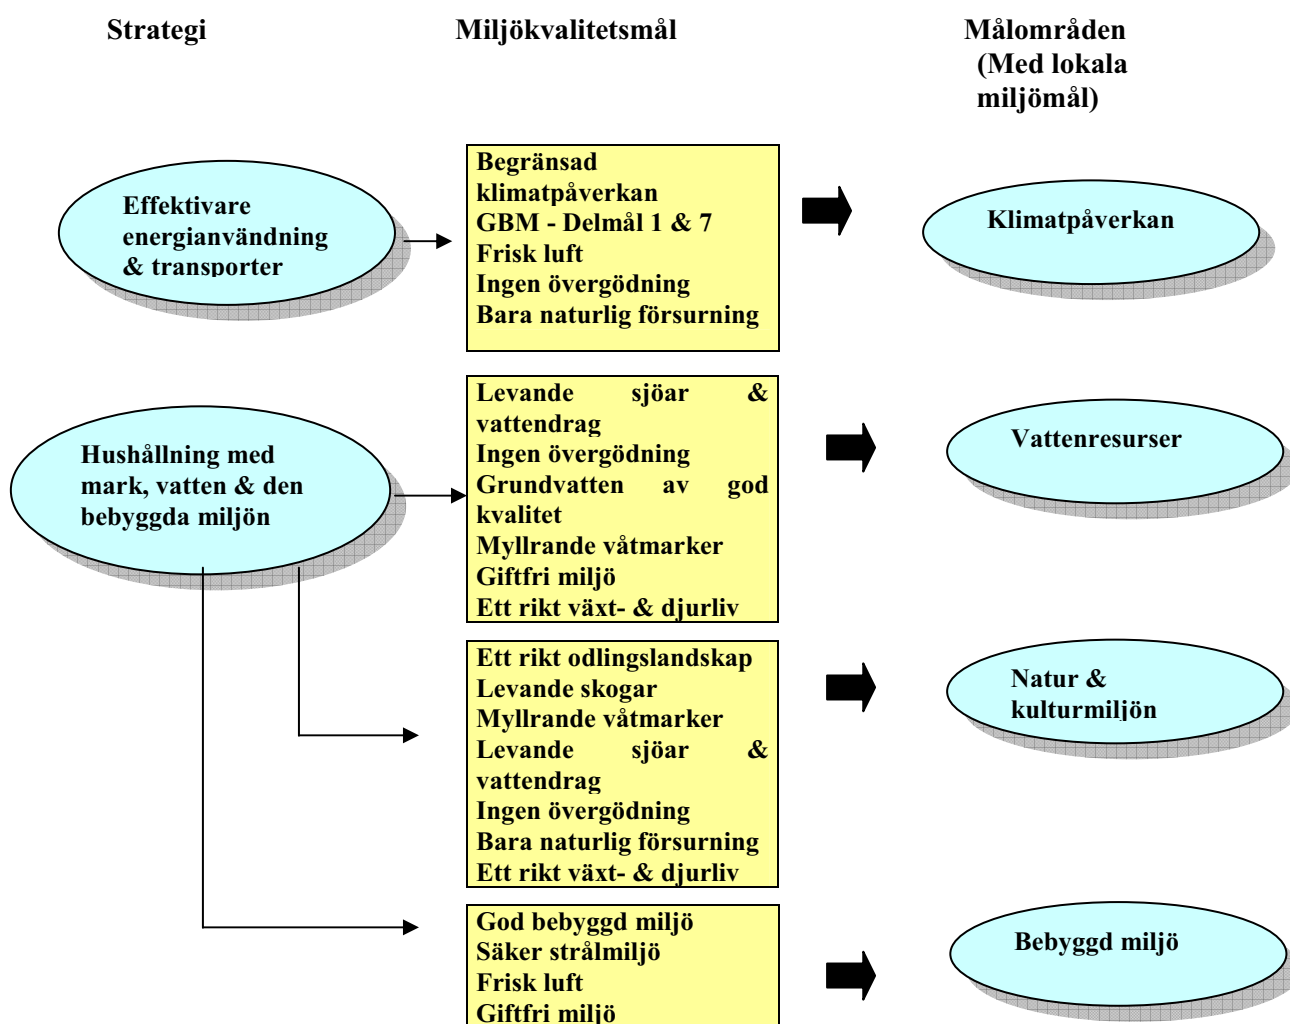 Strategi
Miljökvalitetsmål
Målområden
(Med lokala
miljömål)
Effektivare
energianvändning
& transporter
Begränsad
klimatpåverkan
GBM - Delmål 1 & 7
Frisk luft
Ingen övergödning
Bara naturlig försurning
Klimatpåverkan
Hushållning med
mark, vatten & den
bebyggda miljön
Levande sjöar &
vattendrag
Ingen övergödning
Grundvatten av god
kvalitet
Myllrande våtmarker
Giftfri miljö
Ett rikt växt- & djurliv
Vattenresurser
Ett rikt odlingslandskap
Levande skogar
Myllrande våtmarker
Levande sjöar &
vattendrag
Ingen övergödning
Bara naturlig försurning
Ett rikt växt- & djurliv
Natur &
kulturmiljön
God bebyggd miljö
Säker strålmiljö
Frisk luft
Giftfri miljö
Bebyggd miljö